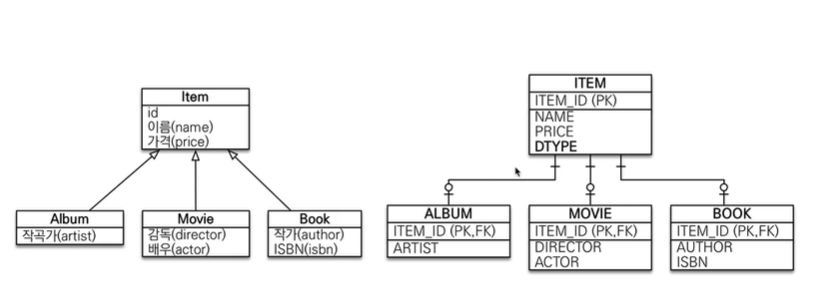 Item
id
이름(name)
가격(price)
Album
작곡가(artist)
Movie
감독(director)
배우(actor)
Book
작가(author)
ISBN(isbn)
ITEM
ITEM_ID (PK)
NAME
PRICE
DTYPE
ALBUM
ITEM_ID (PK,FK)
ARTIST
MOVIE
ITEM_ID (PK,FK)
DIRECTOR
ACTOR
BOOK
ITEM_ID (PK,FK)
AUTHOR
ISBN